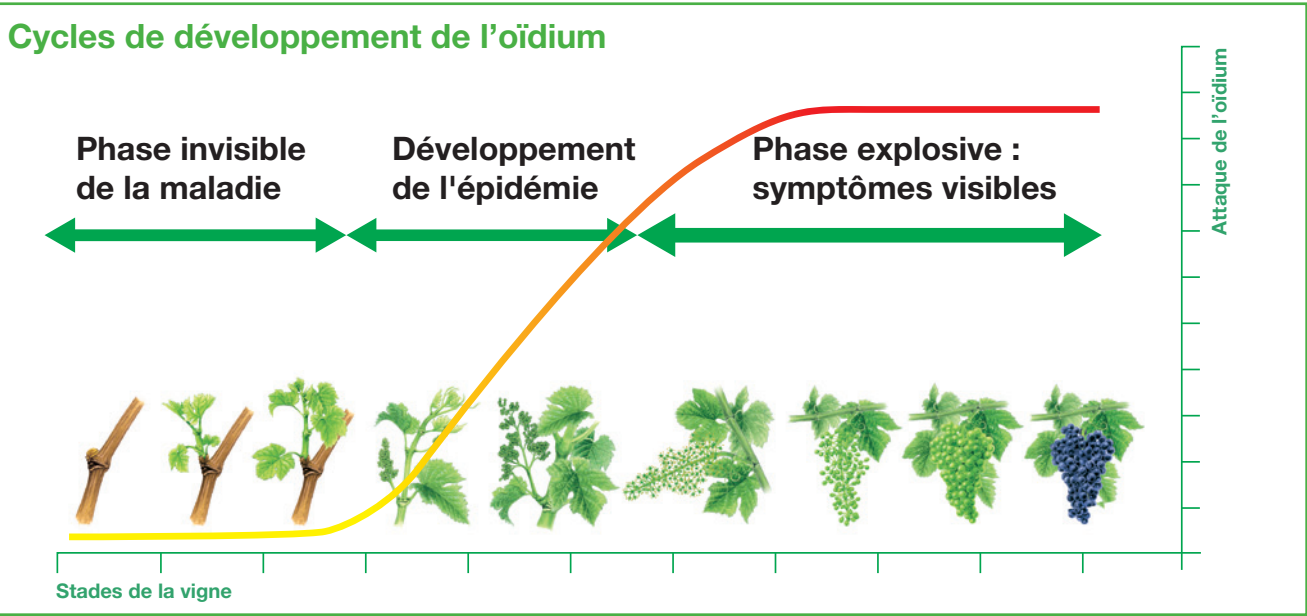 Cycles de développement de l’oïdium
Phase invisible
de la maladie
Développement
de l'épidémie
Phase explosive :
symptômes visibles
Attaque de l’oïdium
Stades de la vigne